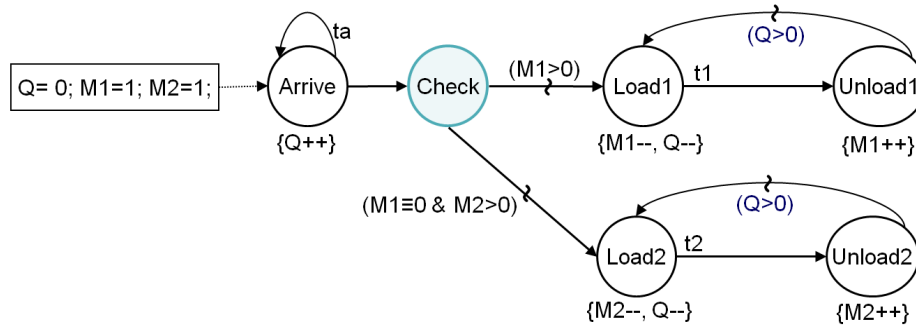 ta
(Q>0)
(M1>0)
t1
Q= 0; M1=1; M2=1;
Arrive
Check
Load1
Unload1
{Q++}
{M1--, Q--}
{M1++}
(M1≡0 & M2>0)
(Q>0)
t2
Load2
Unload2
{M2--, Q--}
{M2++}